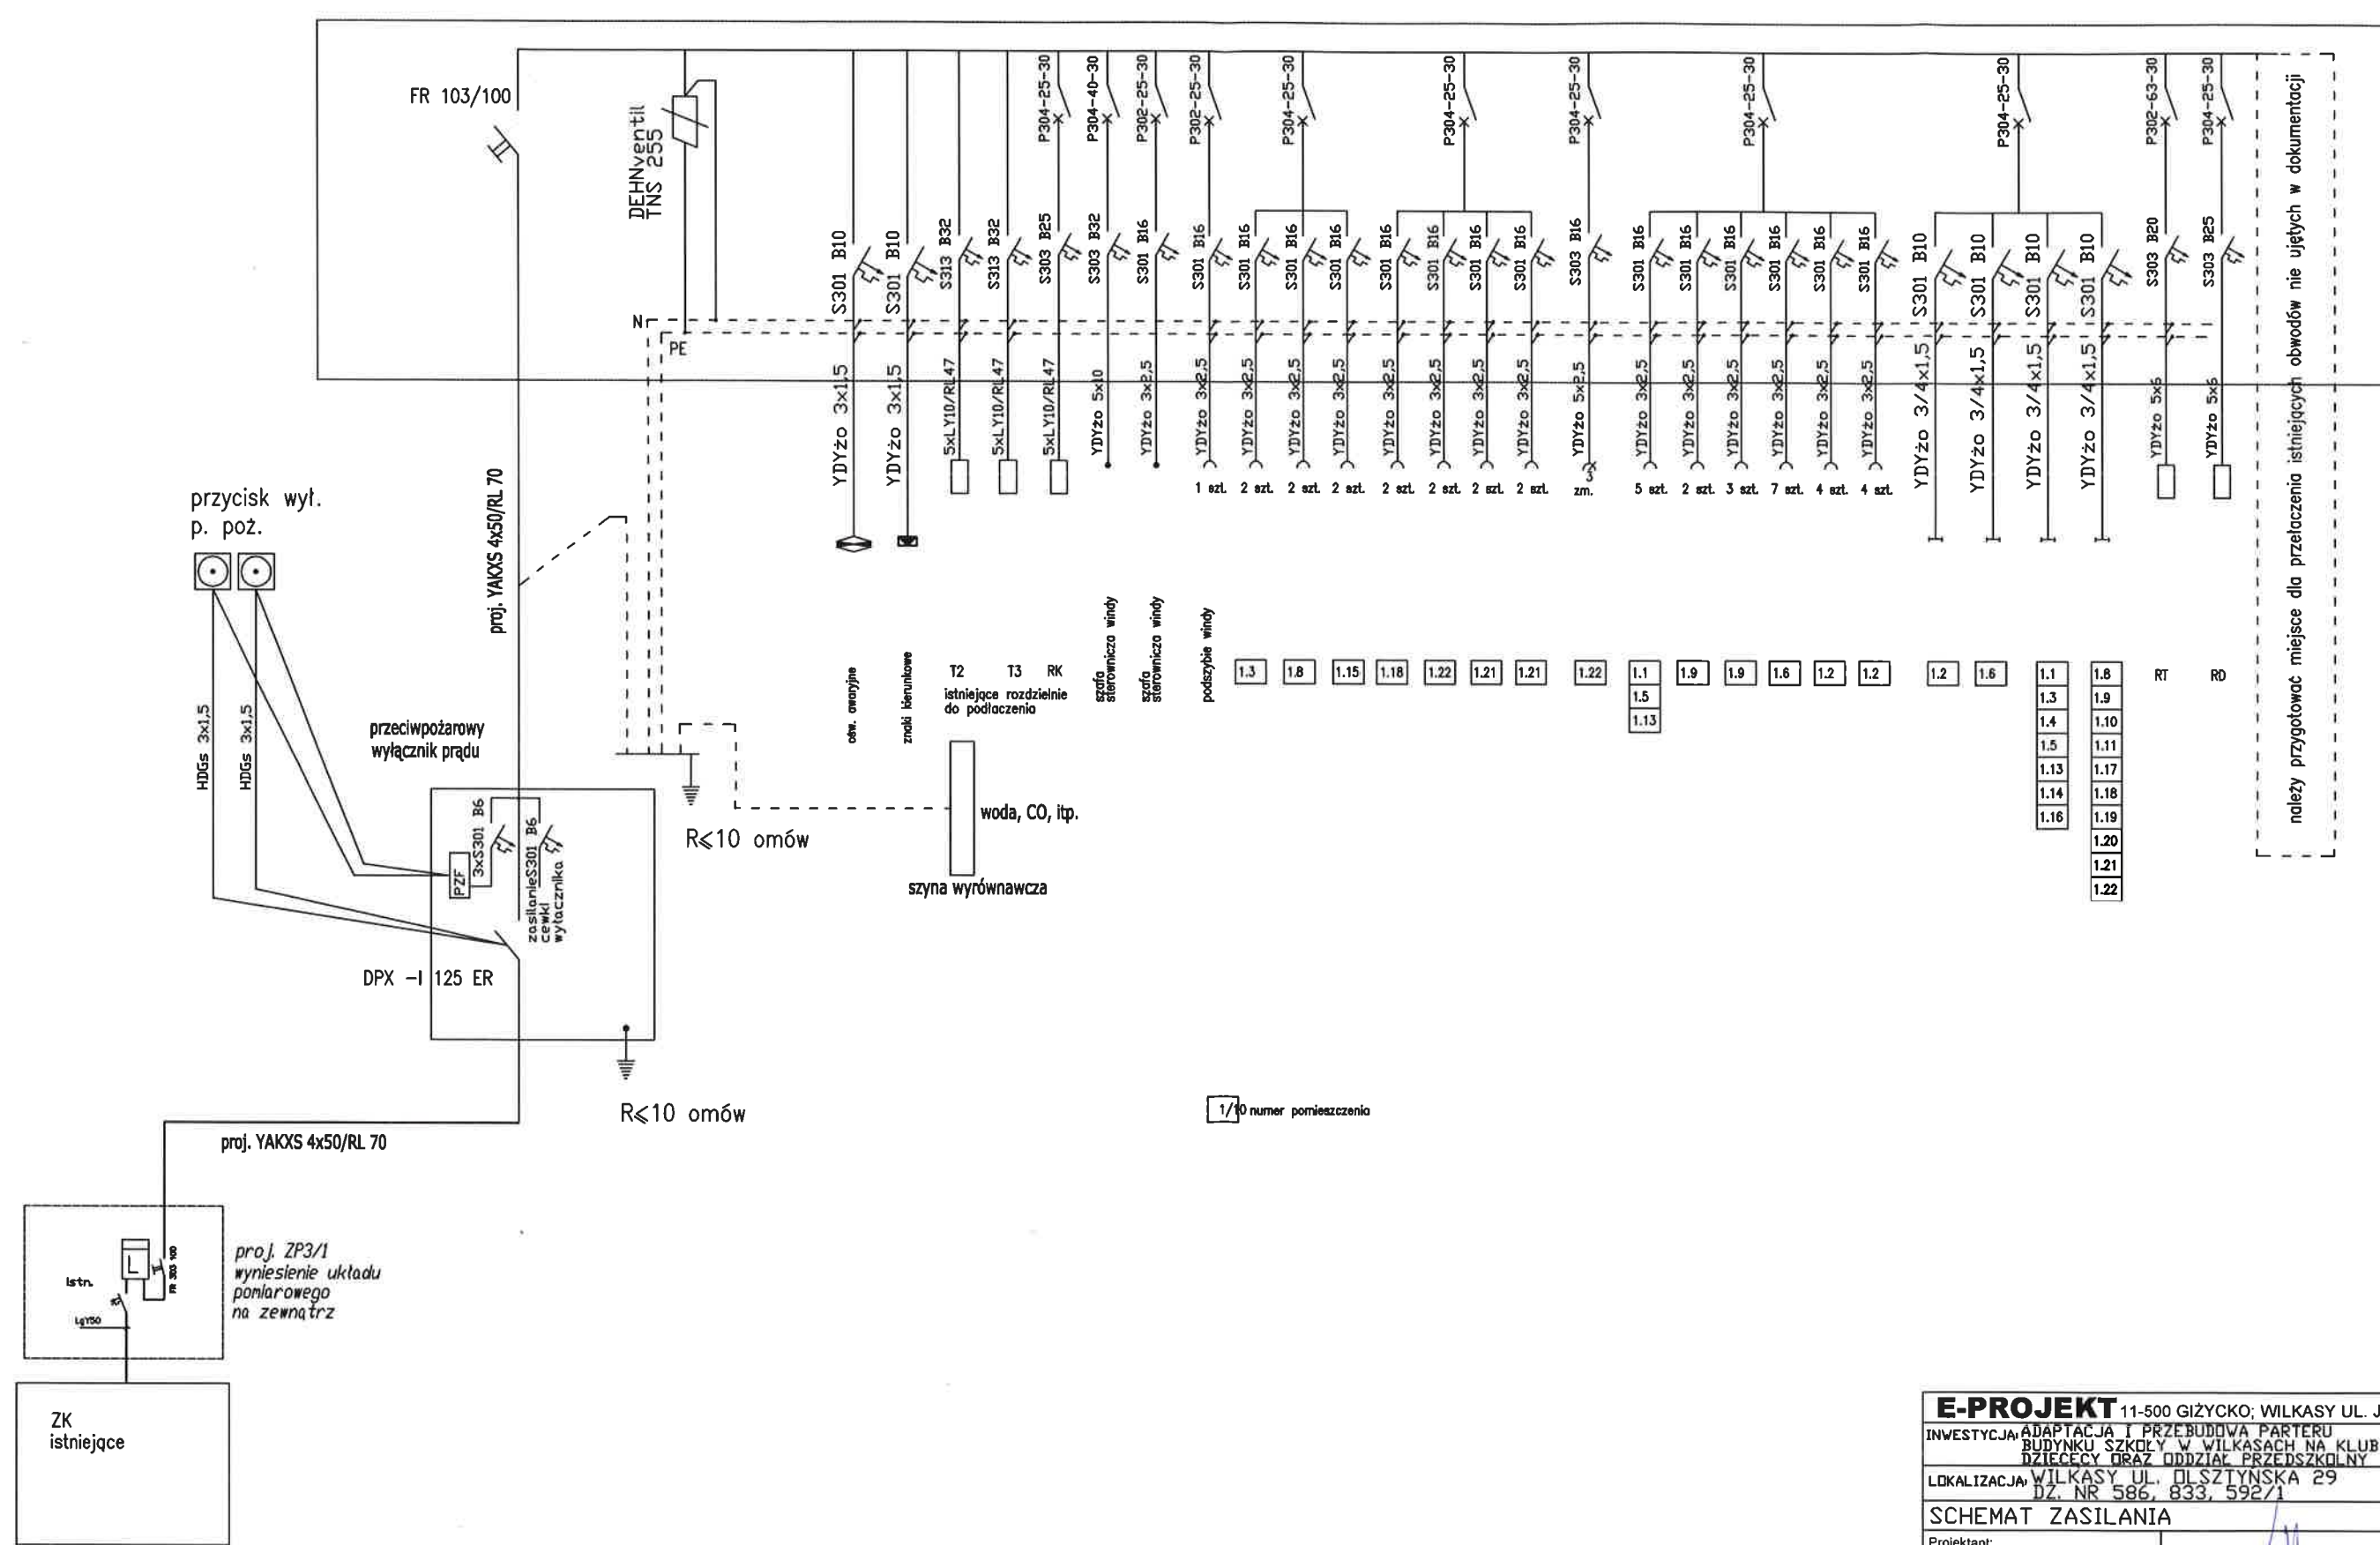 FR 103/100
DEHNventil
TNS 255
S301 B10
S301 B10
S313 B32
S313 B32
P304-25-30
S303 B25
P304-40-30
S303 B32
P302-25-30
S301 B16
P302-25-30
S301 B16
P304-25-30
S301 B16
S301 B16
S301 B16
P304-25-30
S301 B16
S301 B16
S301 B16
S301 B16
P304-25-30
S303 B16
P304-25-30
S301 B16
S301 B16
S301 B16
S301 B16
S301 B16
S301 B16
P304-25-30
S301 B10
S301 B10
S301 B10
S301 B10
P302-63-30
S303 B20
P304-25-30
S303 B25
należy przygotować miejsce dla przełaczenia istniejących obwodów nie ujętych w dokumentacji
N
PE
YDYżo 3x1,5
YDYżo 3x1,5
5xLY10/RL47
5xLY10/RL47
5xLY10/RL47
YDYżo 5x10
YDYżo 3x2,5
YDYżo 3x2,5
YDYżo 3x2,5
YDYżo 3x2,5
YDYżo 3x2,5
YDYżo 3x2,5
YDYżo 3x2,5
YDYżo 3x2,5
YDYżo 3x2,5
YDYżo 5x2,5
YDYżo 3x2,5
YDYżo 3x2,5
YDYżo 3x2,5
YDYżo 3x2,5
YDYżo 3x2,5
YDYżo 3x2,5
YDYżo 3/4x1,5
YDYżo 3/4x1,5
YDYżo 3/4x1,5
YDYżo 3/4x1,5
YDYżo 5x6
YDYżo 5x6
1 szt. 2 szt. 2 szt. 2 szt. 2 szt. 2 szt. 2 szt. 2 szt. 3 zm. 5 szt. 2 szt. 3 szt. 7 szt. 4 szt. 4 szt.
przycisk wył.
p. poż.
proj. YAKXS 4x50/RL 70
HDGs 3x1,5
HDGs 3x1,5
przeciwpożarowy
wyłącznik prądu
ośw. awaryjne
znaki kierunkowe
T2 T3 RK
istniejące rozdzielnie
do podłaczenia
szafa
sterownicza windy
szafa
sterownicza windy
podszybie windy
1.3 1.8 1.15 1.18 1.22 1.21 1.21 1.22 1.1 1.9 1.9 1.6 1.2 1.2 1.2 1.6 1.1 1.8 RT RD
1.5 1.3 1.9
1.13 1.4 1.10
1.5 1.11
1.13 1.17
1.14 1.18
1.16 1.19
1.20
1.21
1.22
woda, CO, itp.
szyna wyrównawcza
R≤10 omów
PZF
3xS301 B6
zasilanie S301 B6
cewki
wyłacznika
DPX -I 125 ER
R≤10 omów
1/10 numer pomieszczenia
proj. YAKXS 4x50/RL 70
Istn.
L
FR 303 100
LgY50
proj. ZP3/1
wyniesienie układu
pomiarowego
na zewnątrz
ZK
istniejące
E-PROJEKT 11-500 GIŻYCKO; WILKASY UL. J
INWESTYCJA: ADAPTACJA I PRZEBUDOWA PARTERU
BUDYNKU SZKOŁY W WILKASACH NA KLUB
DZIECĘCY ORAZ ODDZIAŁ PRZEDSZKOLNY
LOKALIZACJA: WILKASY UL. OLSZTYŃSKA 29
DZ. NR 586, 833, 592/1
SCHEMAT ZASILANIA
Projektant: